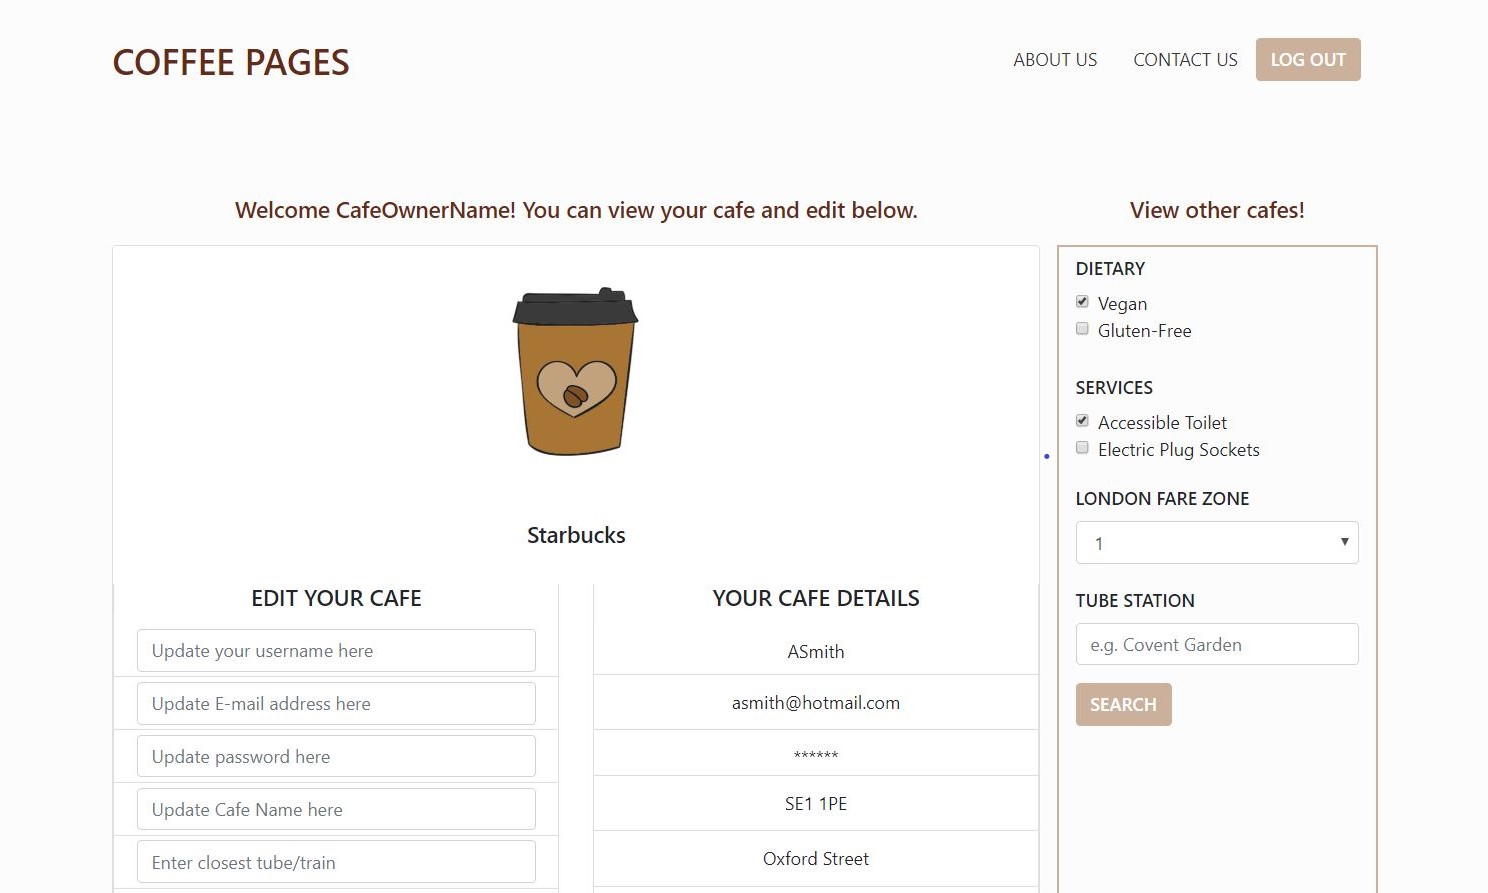 COFFEE PAGES
ABOUT US
CONTACT US
LOG OUT
Welcome CafeOwnerName! You can view your cafe and edit below.
Starbucks
EDIT YOUR CAFE
Update your username here
Update E-mail address here
Update password here
Update Cafe Name here
Enter closest tube/train
YOUR CAFE DETAILS
ASmith
asmith@hotmail.com
******
SE1 1PE
Oxford Street
View other cafes!
DIETARY
Vegan
Gluten-Free
SERVICES
Accessible Toilet
Electric Plug Sockets
LONDON FARE ZONE
1
TUBE STATION
e.g. Covent Garden
SEARCH